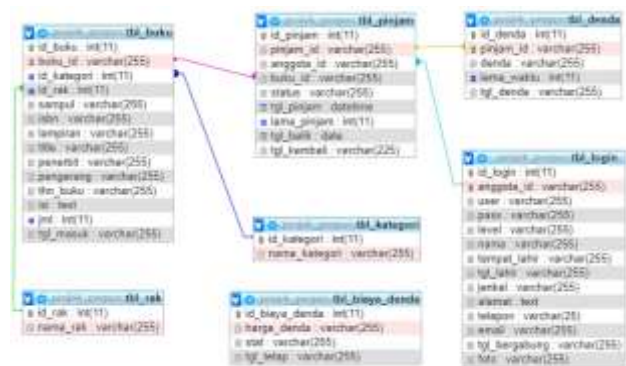 tbl_buku
id_buku int(11)
buku_id varchar(255)
id_kategori int(11)
id_rak int(11)
sampul varchar(255)
isbn varchar(255)
lampiran varchar(255)
title varchar(255)
penerbit varchar(255)
pengarang varchar(255)
thn_buku varchar(255)
isi text
jml int(11)
tgl_masuk varchar(255)
tbl_pinjam
id_pinjam int(11)
pinjam_id varchar(255)
anggota_id varchar(255)
buku_id varchar(255)
status varchar(255)
tgl_pinjam datetime
lama_pinjam int(11)
tgl_balik date
tgl_kembali varchar(225)
tbl_denda
id_denda int(11)
pinjam_id varchar(255)
denda varchar(255)
lama_waktu int(11)
tgl_denda varchar(255)
tbl_login
id_login int(11)
anggota_id varchar(255)
user varchar(255)
pass varchar(255)
level varchar(255)
nama varchar(255)
tempat_lahir varchar(255)
tgl_lahir varchar(255)
jenkel varchar(255)
alamat text
telepon varchar(25)
email varchar(255)
tgl_bergabung varchar(255)
foto varchar(255)
tbl_kategori
id_kategori int(11)
nama_kategori varchar(255)
tbl_rak
id_rak int(11)
nama_rak varchar(255)
tbl_biaya_denda
id_biaya_denda int(11)
harga_denda varchar(255)
stat varchar(255)
tgl_tetap varchar(255)